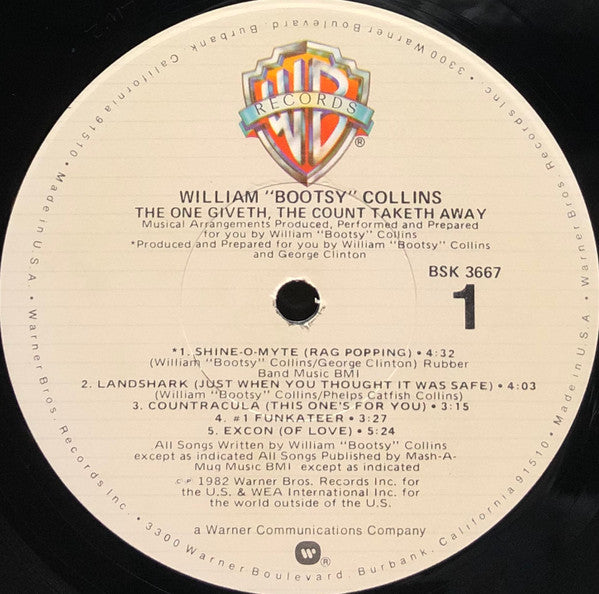 WB
RECORDS
®
WILLIAM "BOOTSY" COLLINS
THE ONE GIVETH, THE COUNT TAKETH AWAY
Musical Arrangements Produced, Performed and Prepared
for you by William "Bootsy" Collins
*Produced and Prepared for you by William "Bootsy" Collins
and George Clinton
BSK 3667
1
*1. SHINE-O-MYTE (RAG POPPING) • 4:32
(William "Bootsy" Collins/George Clinton) Rubber
Band Music BMI
2. LANDSHARK (JUST WHEN YOU THOUGHT IT WAS SAFE) • 4:03
(William "Bootsy" Collins/Phelps Catfish Collins)
3. COUNTRACULA (THIS ONE'S FOR YOU) • 3:15
4. #1 FUNKATEER • 3:27
5. EXCON (OF LOVE) • 5:24
All Songs Written by William "Bootsy" Collins
except as indicated All Songs Published by Mash-A-
Mug Music BMI except as indicated
© ℗ 1982 Warner Bros. Records Inc. for
the U.S. & WEA International Inc. for
the world outside of the U.S.
a Warner Communications Company
®
Warner Bros Records Inc. • 3300 Warner Boulevard, Burbank, California 91510 • Made in U.S.A. • Warner Bros Records Inc. • 3300 Warner Boulevard, Burbank, California 91510 • Made in U.S.A. •